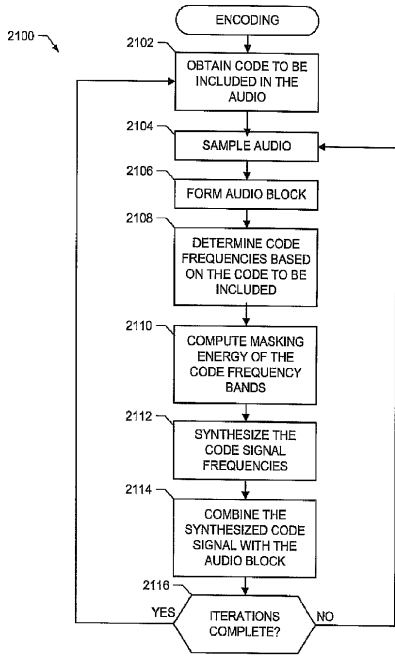 ENCODING
2100
2102
OBTAIN CODE TO BE
INCLUDED IN THE
AUDIO
2104
SAMPLE AUDIO
2106
FORM AUDIO BLOCK
2108
DETERMINE CODE
FREQUENCIES BASED
ON THE CODE TO BE
INCLUDED
2110
COMPUTE MASKING
ENERGY OF THE
CODE FREQUENCY
BANDS
2112
SYNTHESIZE THE
CODE SIGNAL
FREQUENCIES
2114
COMBINE THE
SYNTHESIZED CODE
SIGNAL WITH THE
AUDIO BLOCK
2116
YES
ITERATIONS
COMPLETE?
NO